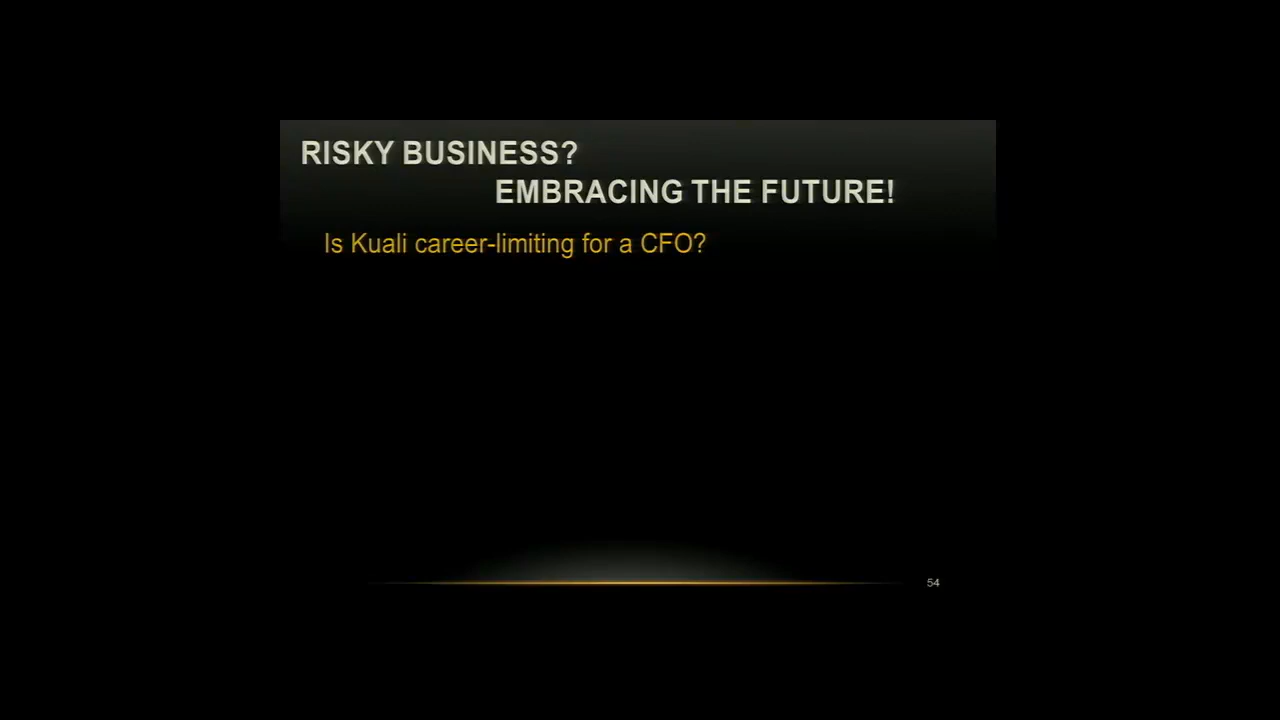 RISKY BUSINESS?
EMBRACING THE FUTURE!
Is Kuali career-limiting for a CFO?
54